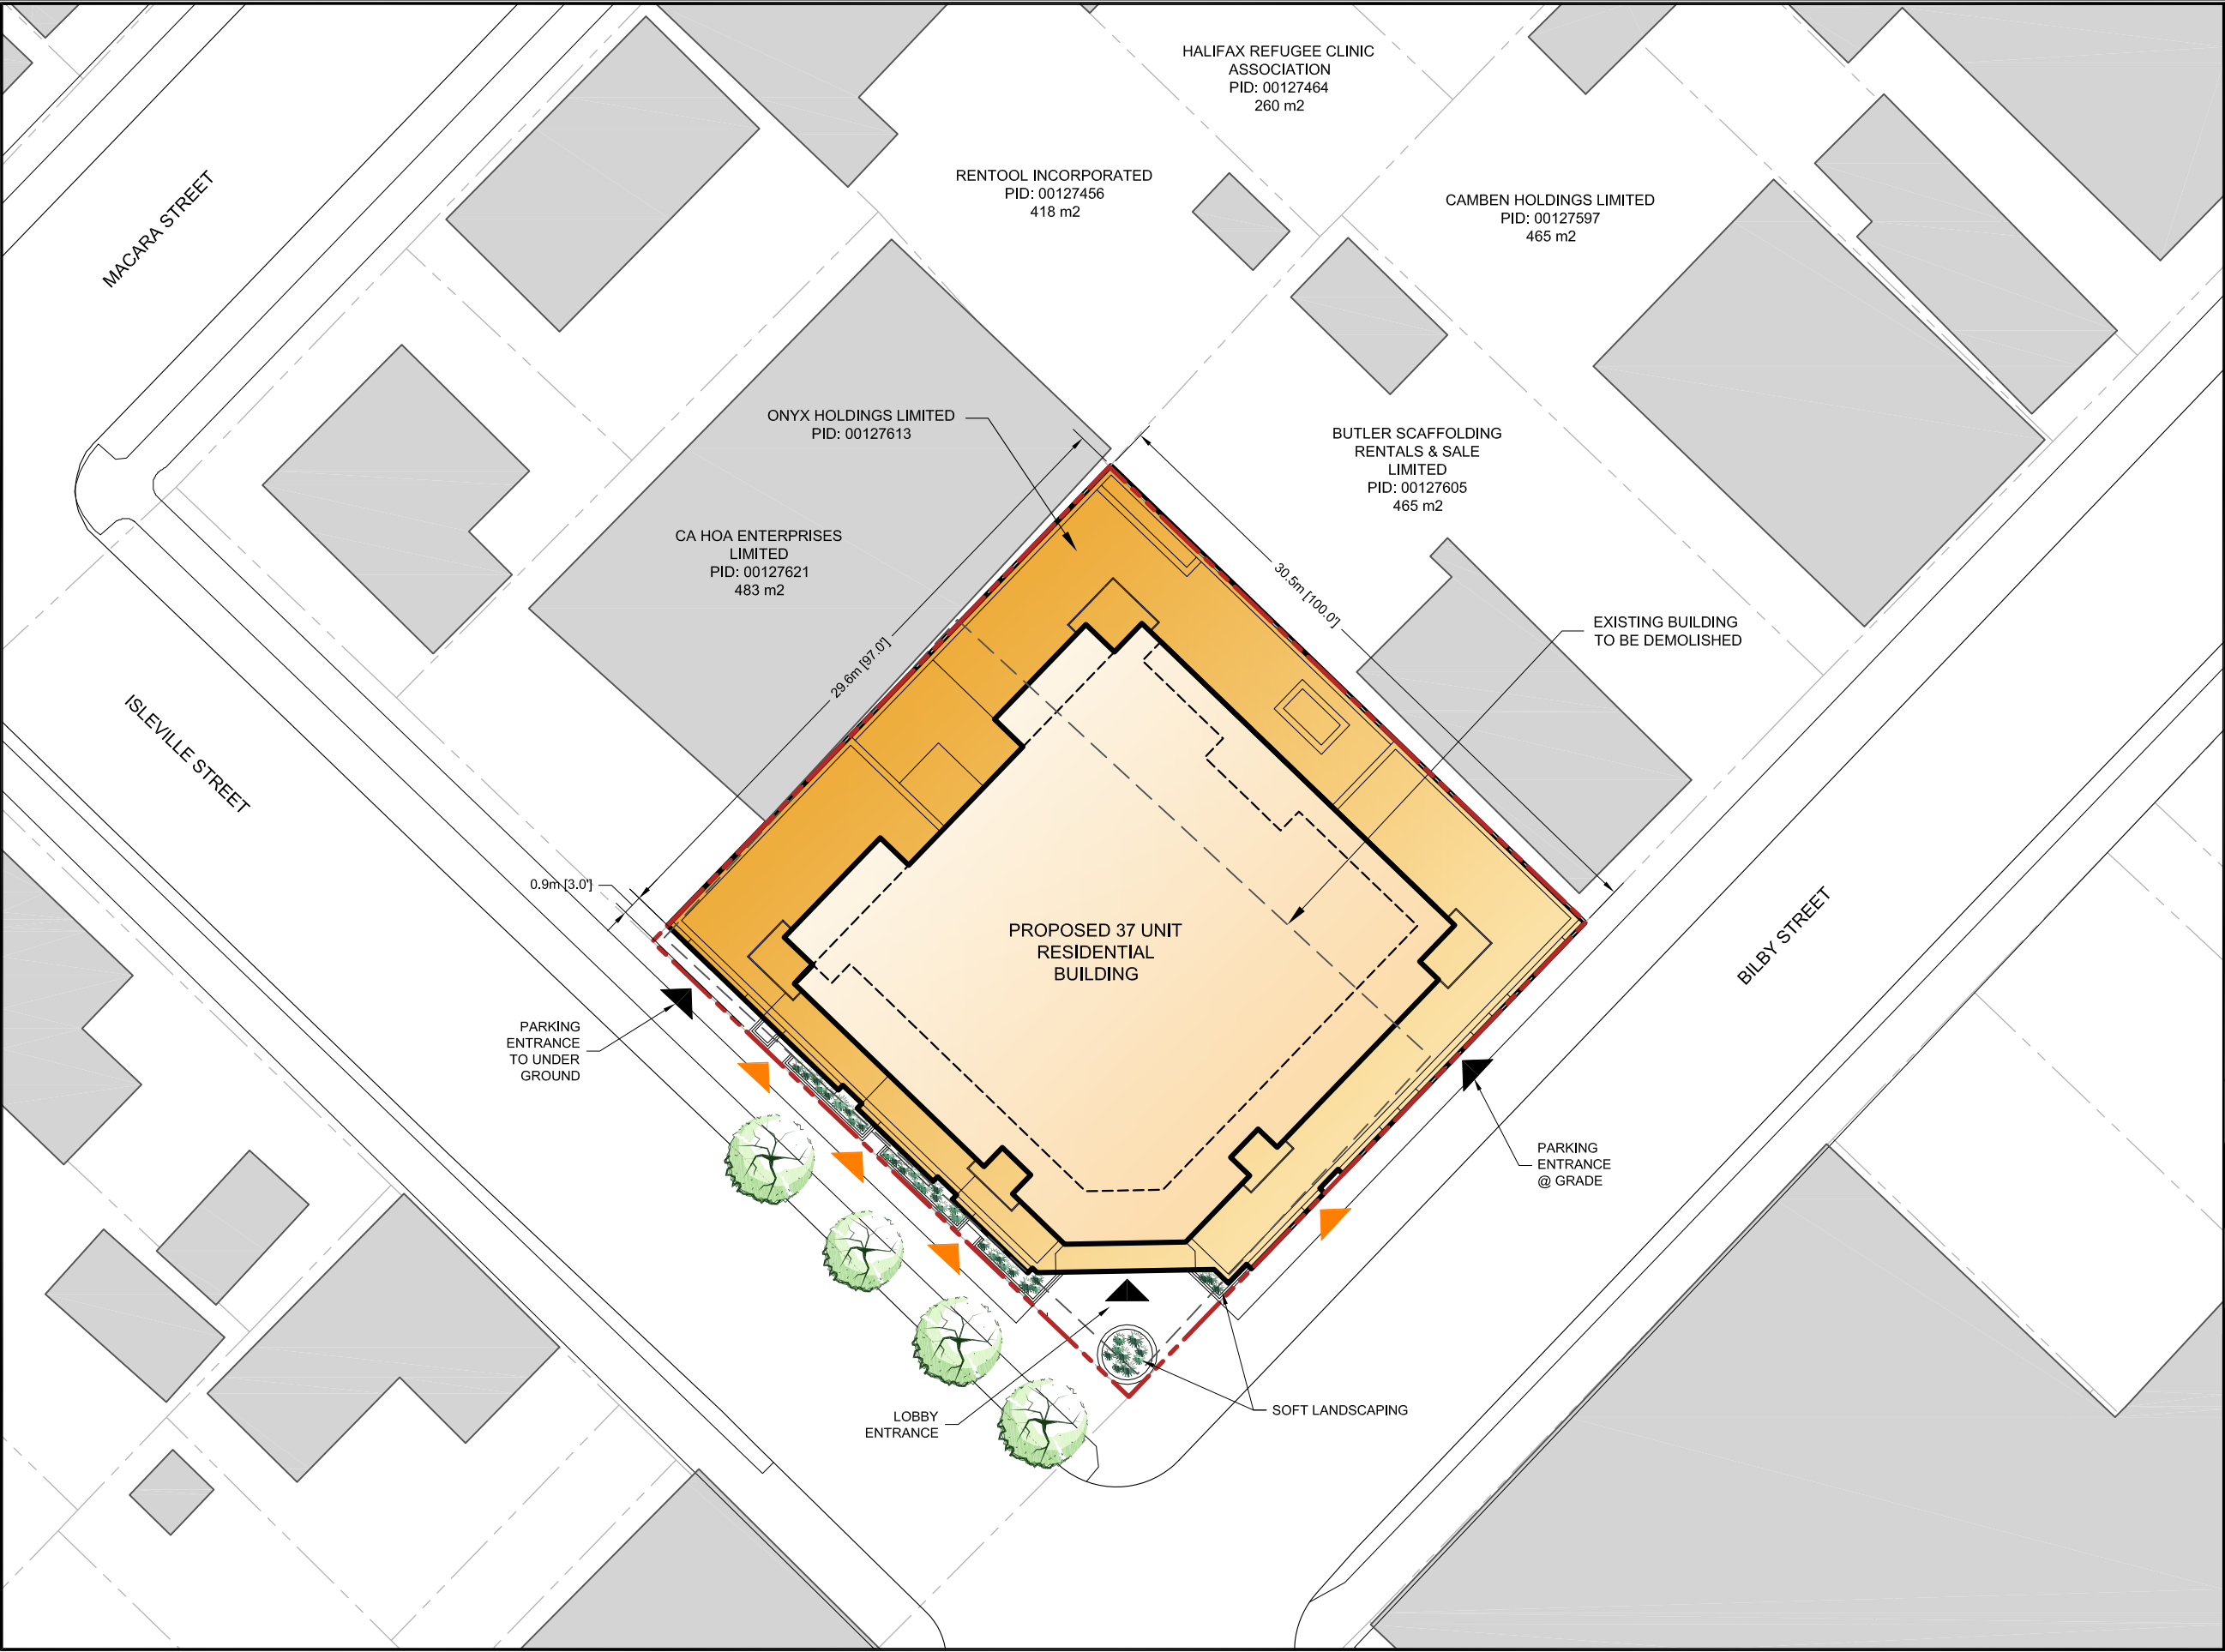 HALIFAX REFUGEE CLINIC
ASSOCIATION
PID: 00127464
260 m2
RENTOOL INCORPORATED
PID: 00127456
418 m2
CAMBEN HOLDINGS LIMITED
PID: 00127597
465 m2
MACARA STREET
ONYX HOLDINGS LIMITED
PID: 00127613
BUTLER SCAFFOLDING
RENTALS & SALE
LIMITED
PID: 00127605
465 m2
CA HOA ENTERPRISES
LIMITED
PID: 00127621
483 m2
30.5m [100.0']
EXISTING BUILDING
TO BE DEMOLISHED
29.6m [97.0']
ISLEVILLE STREET
0.9m [3.0']
PROPOSED 37 UNIT
RESIDENTIAL
BUILDING
BILBY STREET
PARKING
ENTRANCE
TO UNDER
GROUND
PARKING
ENTRANCE
@ GRADE
LOBBY
ENTRANCE
SOFT LANDSCAPING